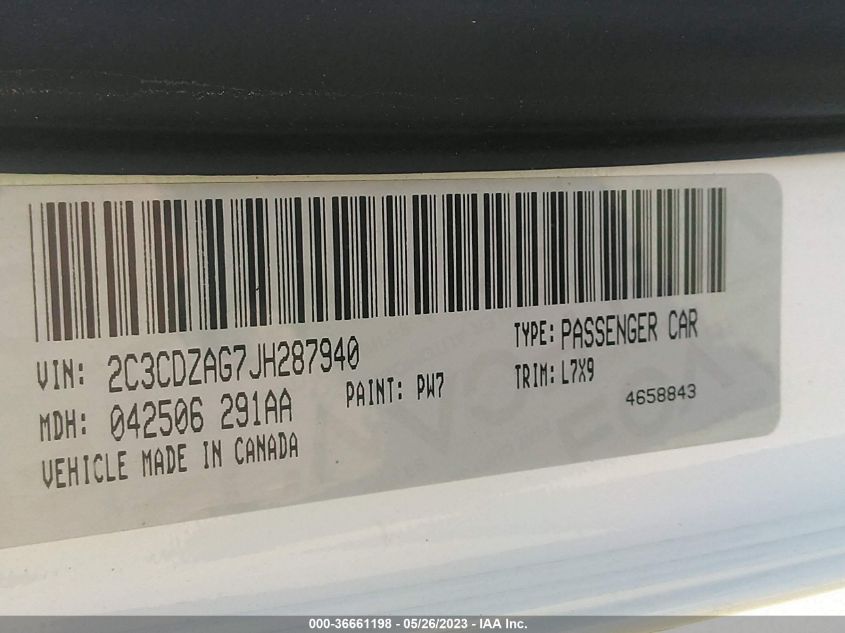 VIN: 2C3CDZAG7JH287940
TYPE: PASSENGER CAR
MDH: 042506 291AA
PAINT: PW7
TRIM: L7X9
VEHICLE MADE IN CANADA
4658843
000-36661198 - 05/26/2023 - IAA Inc.